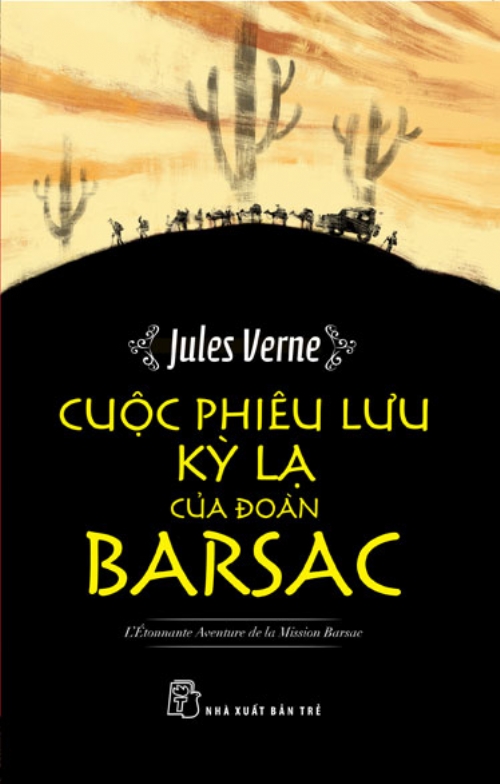 Jules Verne
CUỘC PHIÊU LƯU
KỲ LẠ
CỦA ĐOÀN
BARSAC
L'Étonnante Aventure de la Mission Barsac
NHÀ XUẤT BẢN TRẺ